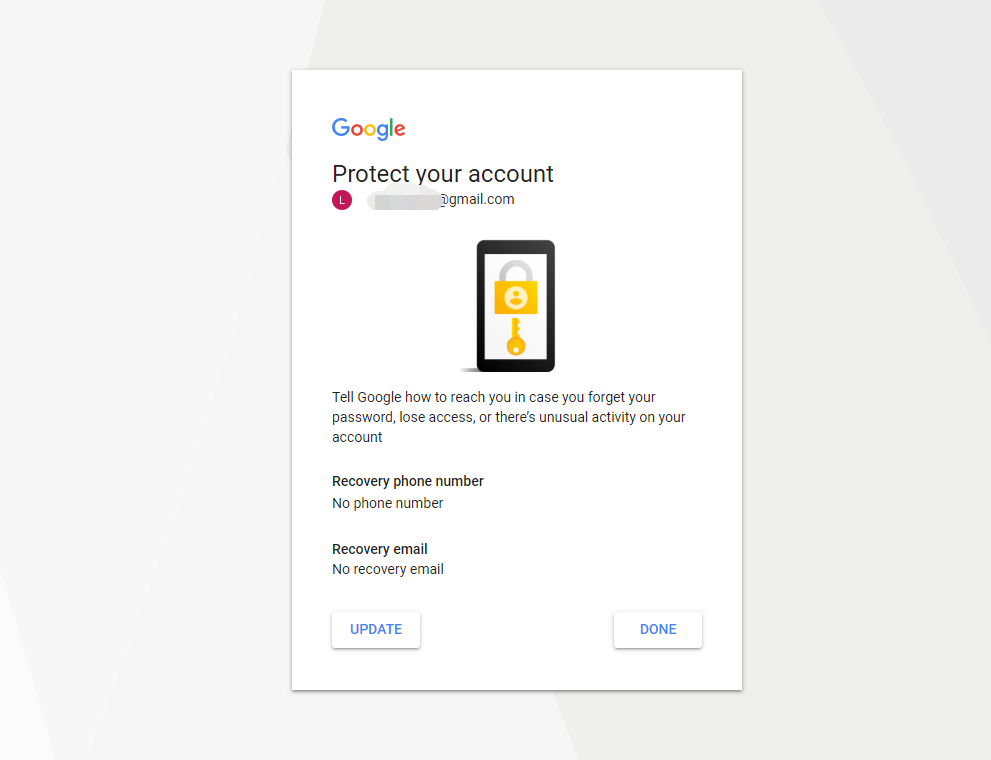 Google
Protect your account
L
@gmail.com
Tell Google how to reach you in case you forget your
password, lose access, or there's unusual activity on your
account
Recovery phone number
No phone number
Recovery email
No recovery email
UPDATE
DONE